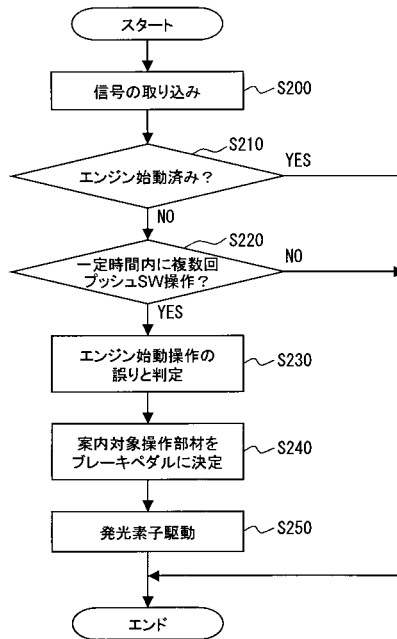 スタート
信号の取り込み
S200
S210
エンジン始動済み？
YES
NO
S220
一定時間内に複数回
プッシュSW操作？
NO
YES
エンジン始動操作の
誤りと判定
S230
案内対象操作部材を
ブレーキペダルに決定
S240
発光素子駆動
S250
エンド